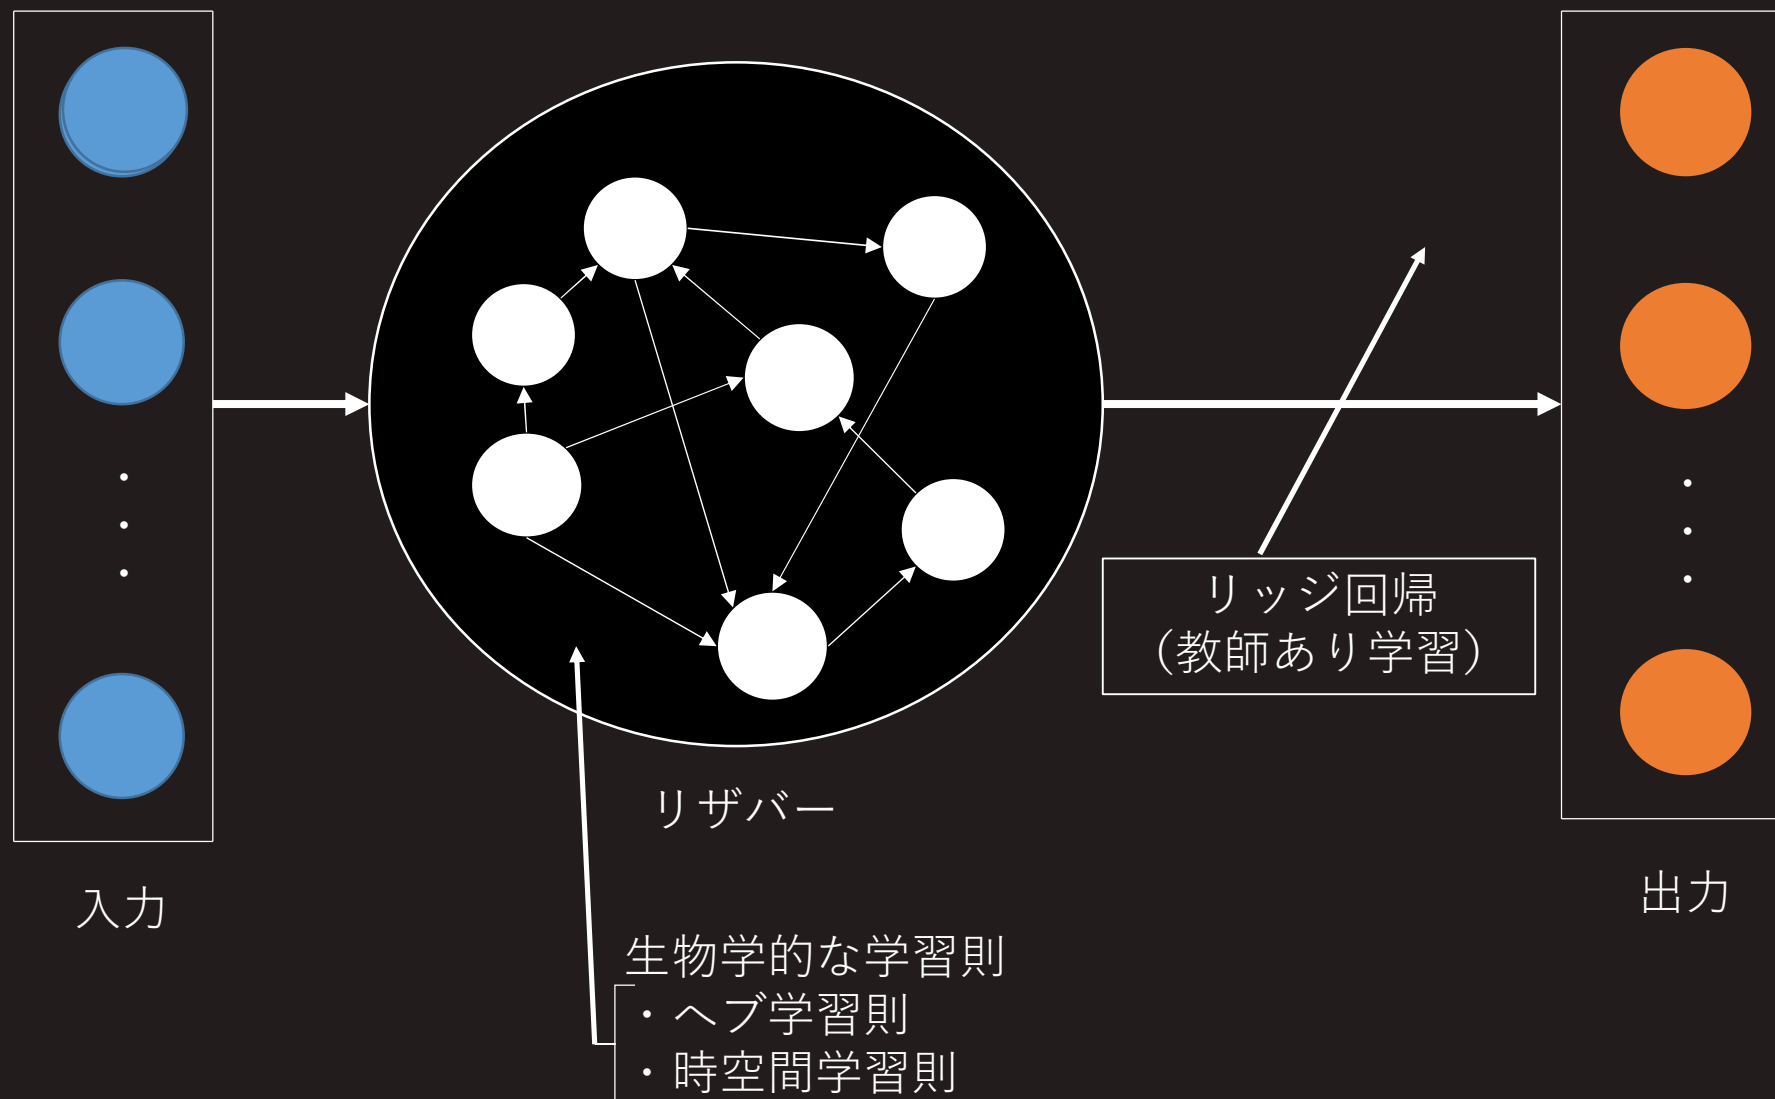 リッジ回帰
（教師あり学習）
リザバー
入力
出力
生物学的な学習則
・ヘブ学習則
・時空間学習則